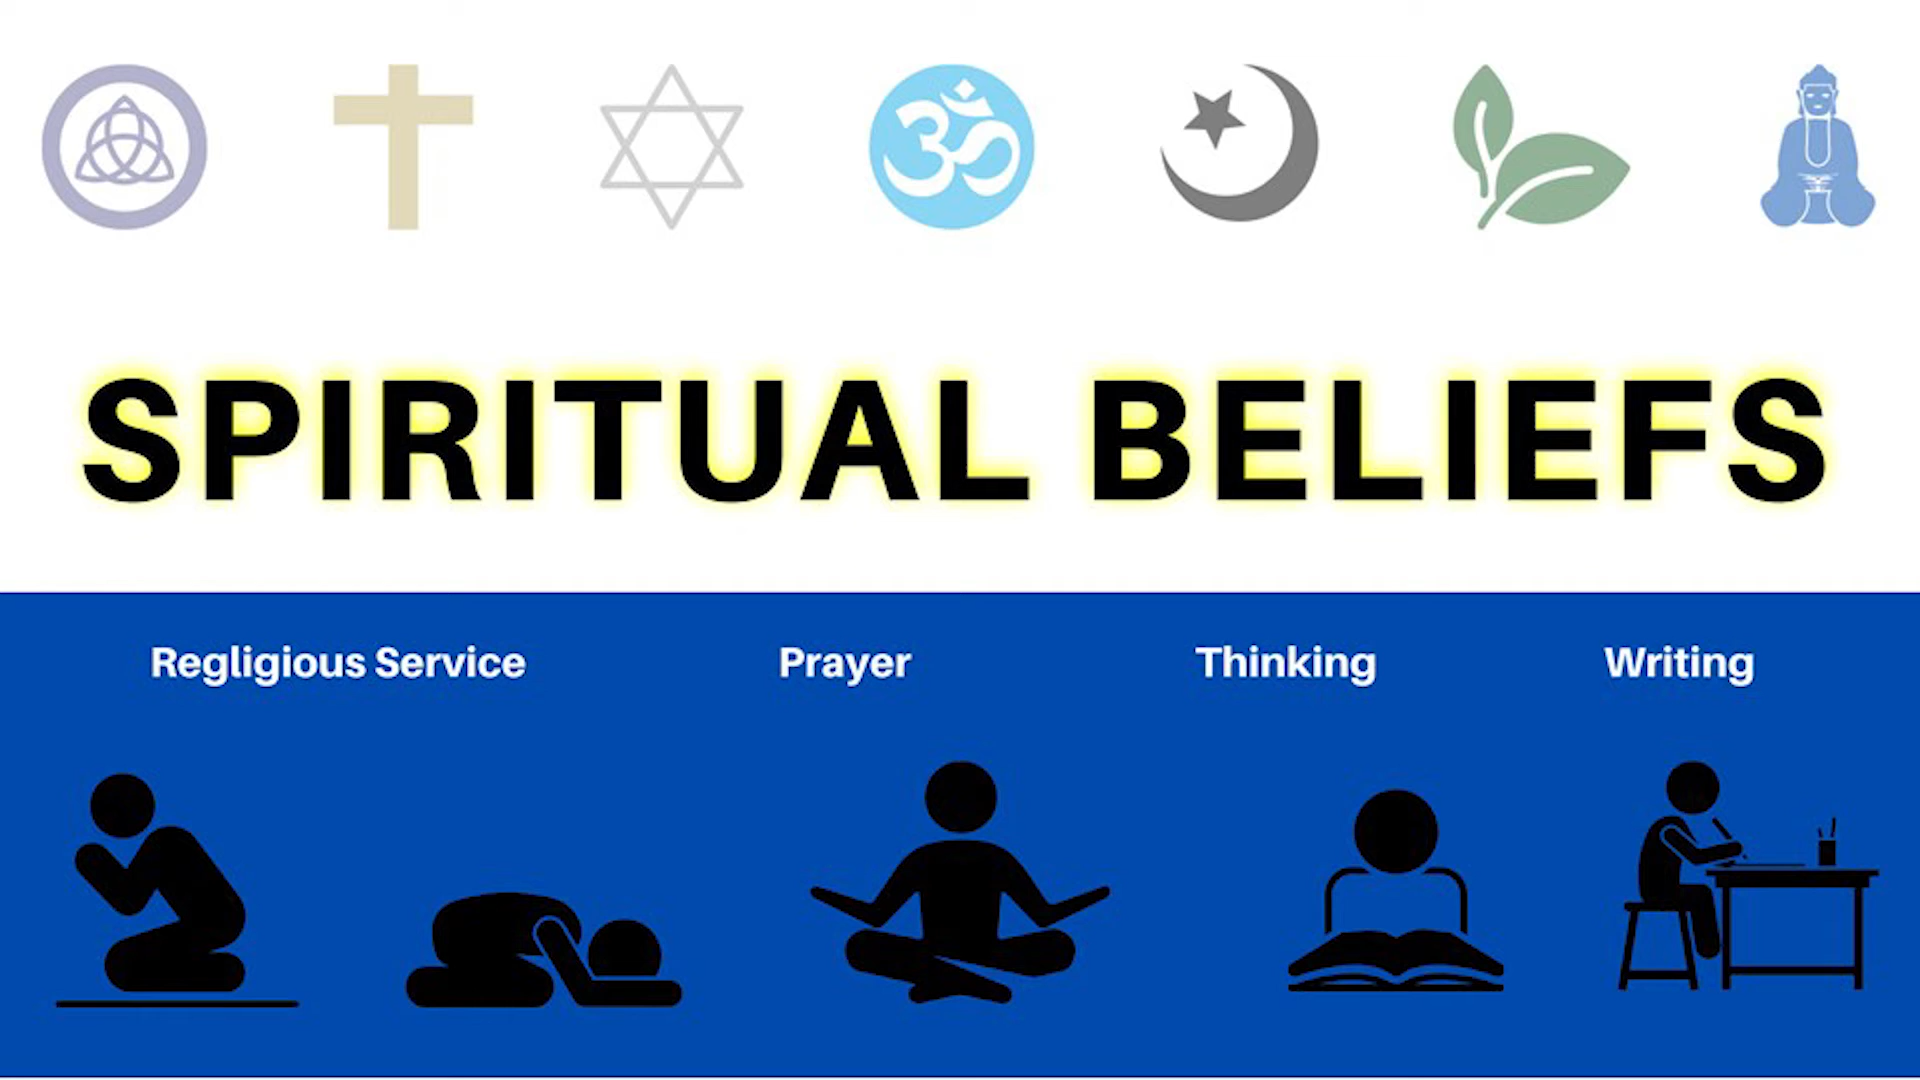 SPIRITUAL BELIEFS
Regligious Service
Prayer
Thinking
Writing